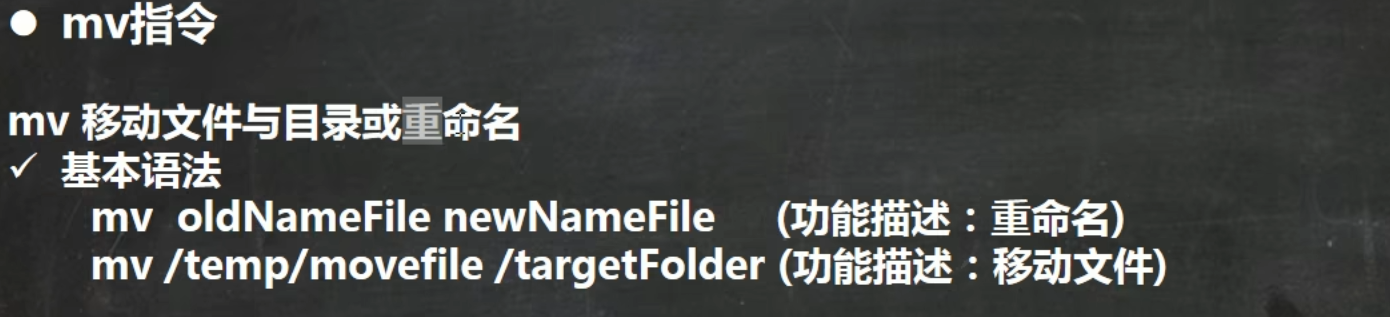 ● mv指令
mv 移动文件与目录或重命名
✓ 基本语法
mv oldNameFile newNameFile (功能描述：重命名)
mv /temp/movefile /targetFolder (功能描述：移动文件)